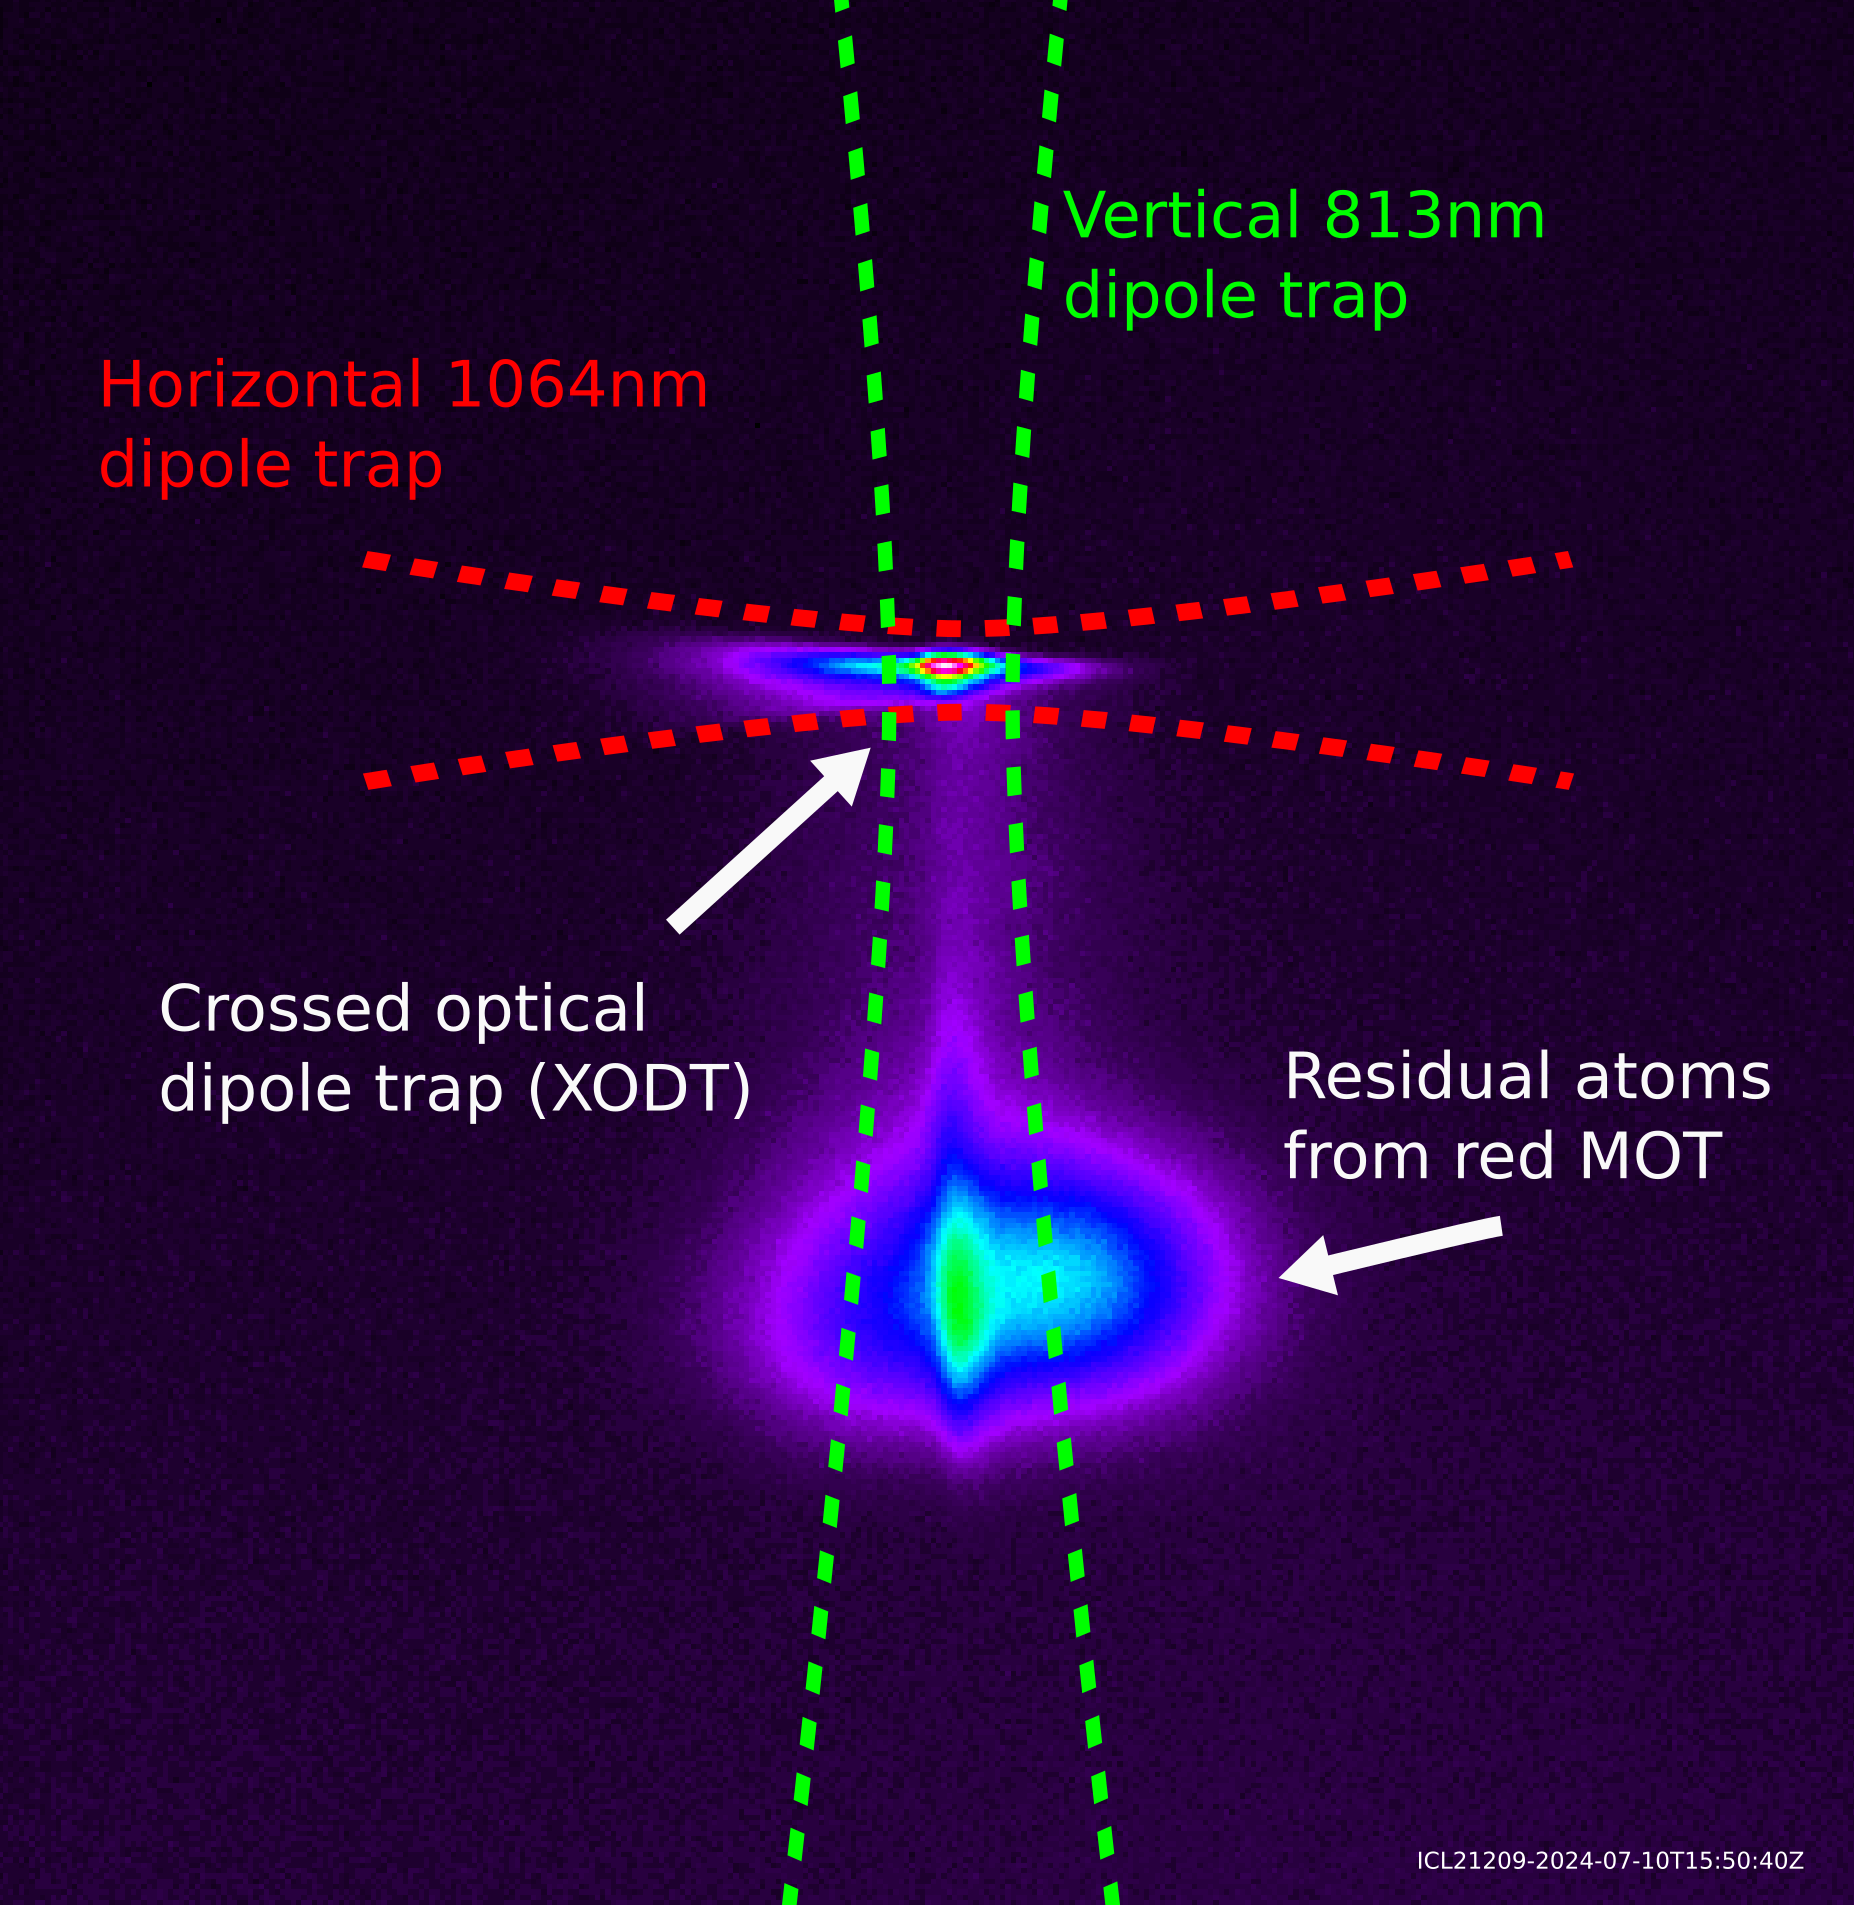 Vertical 813nm
dipole trap
Horizontal 1064nm
dipole trap
Crossed optical
dipole trap (XODT)
Residual atoms
from red MOT
ICL21209-2024-07-10T15:50:40Z